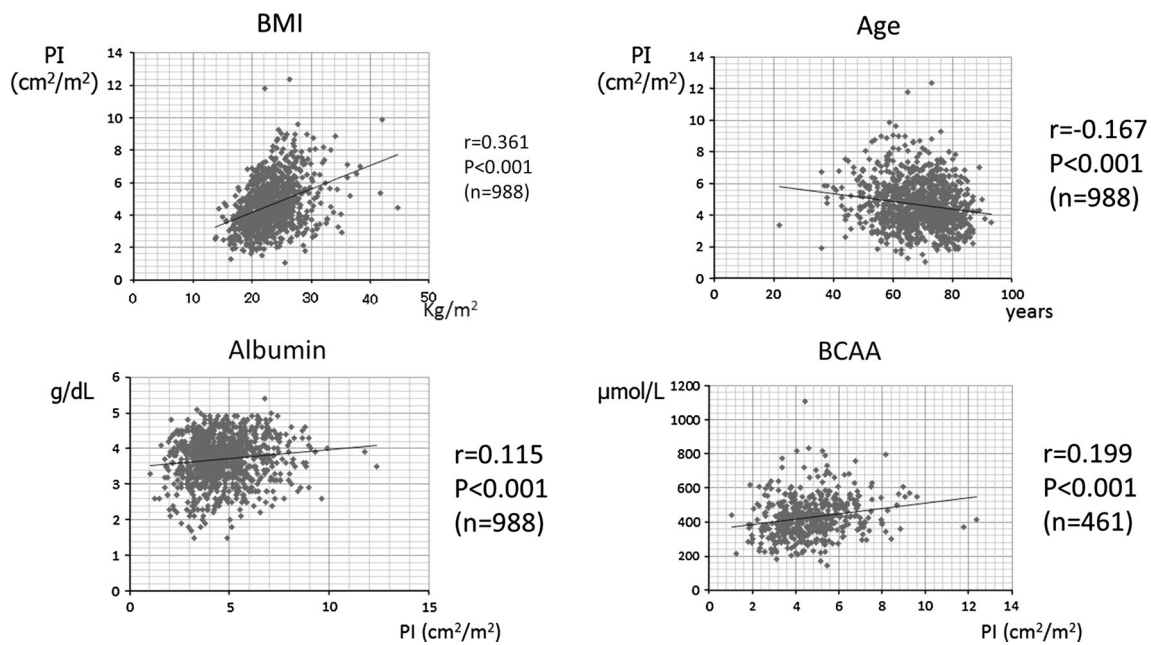 BMI
PI
(cm²/m²)
14
12
10
8
6
4
2
0
0 10 20 30 40 50
Kg/m²
r=0.361
P<0.001
(n=988)
Age
PI
(cm²/m²)
14
12
10
8
6
4
2
0
0 20 40 60 80 100
years
r=-0.167
P<0.001
(n=988)
Albumin
g/dL
6
5
4
3
2
1
0
0 5 10 15
PI (cm²/m²)
r=0.115
P<0.001
(n=988)
BCAA
µmol/L
1200
1000
800
600
400
200
0
0 2 4 6 8 10 12 14
PI (cm²/m²)
r=0.199
P<0.001
(n=461)